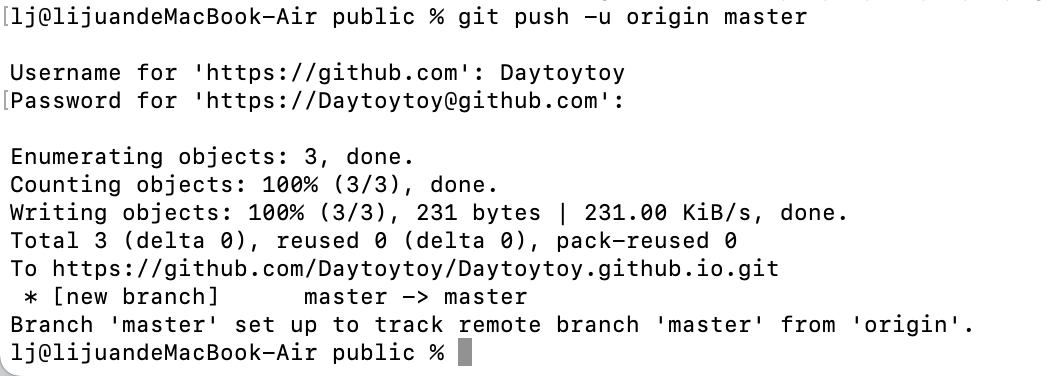 [lj@lijuandeMacBook-Air public % git push -u origin master
Username for 'https://github.com': Daytoytoy
[Password for 'https://Daytoytoy@github.com':
Enumerating objects: 3, done.
Counting objects: 100% (3/3), done.
Writing objects: 100% (3/3), 231 bytes | 231.00 KiB/s, done.
Total 3 (delta 0), reused 0 (delta 0), pack-reused 0
To https://github.com/Daytoytoy/Daytoytoy.github.io.git
 * [new branch]      master -> master
Branch 'master' set up to track remote branch 'master' from 'origin'.
lj@lijuandeMacBook-Air public %